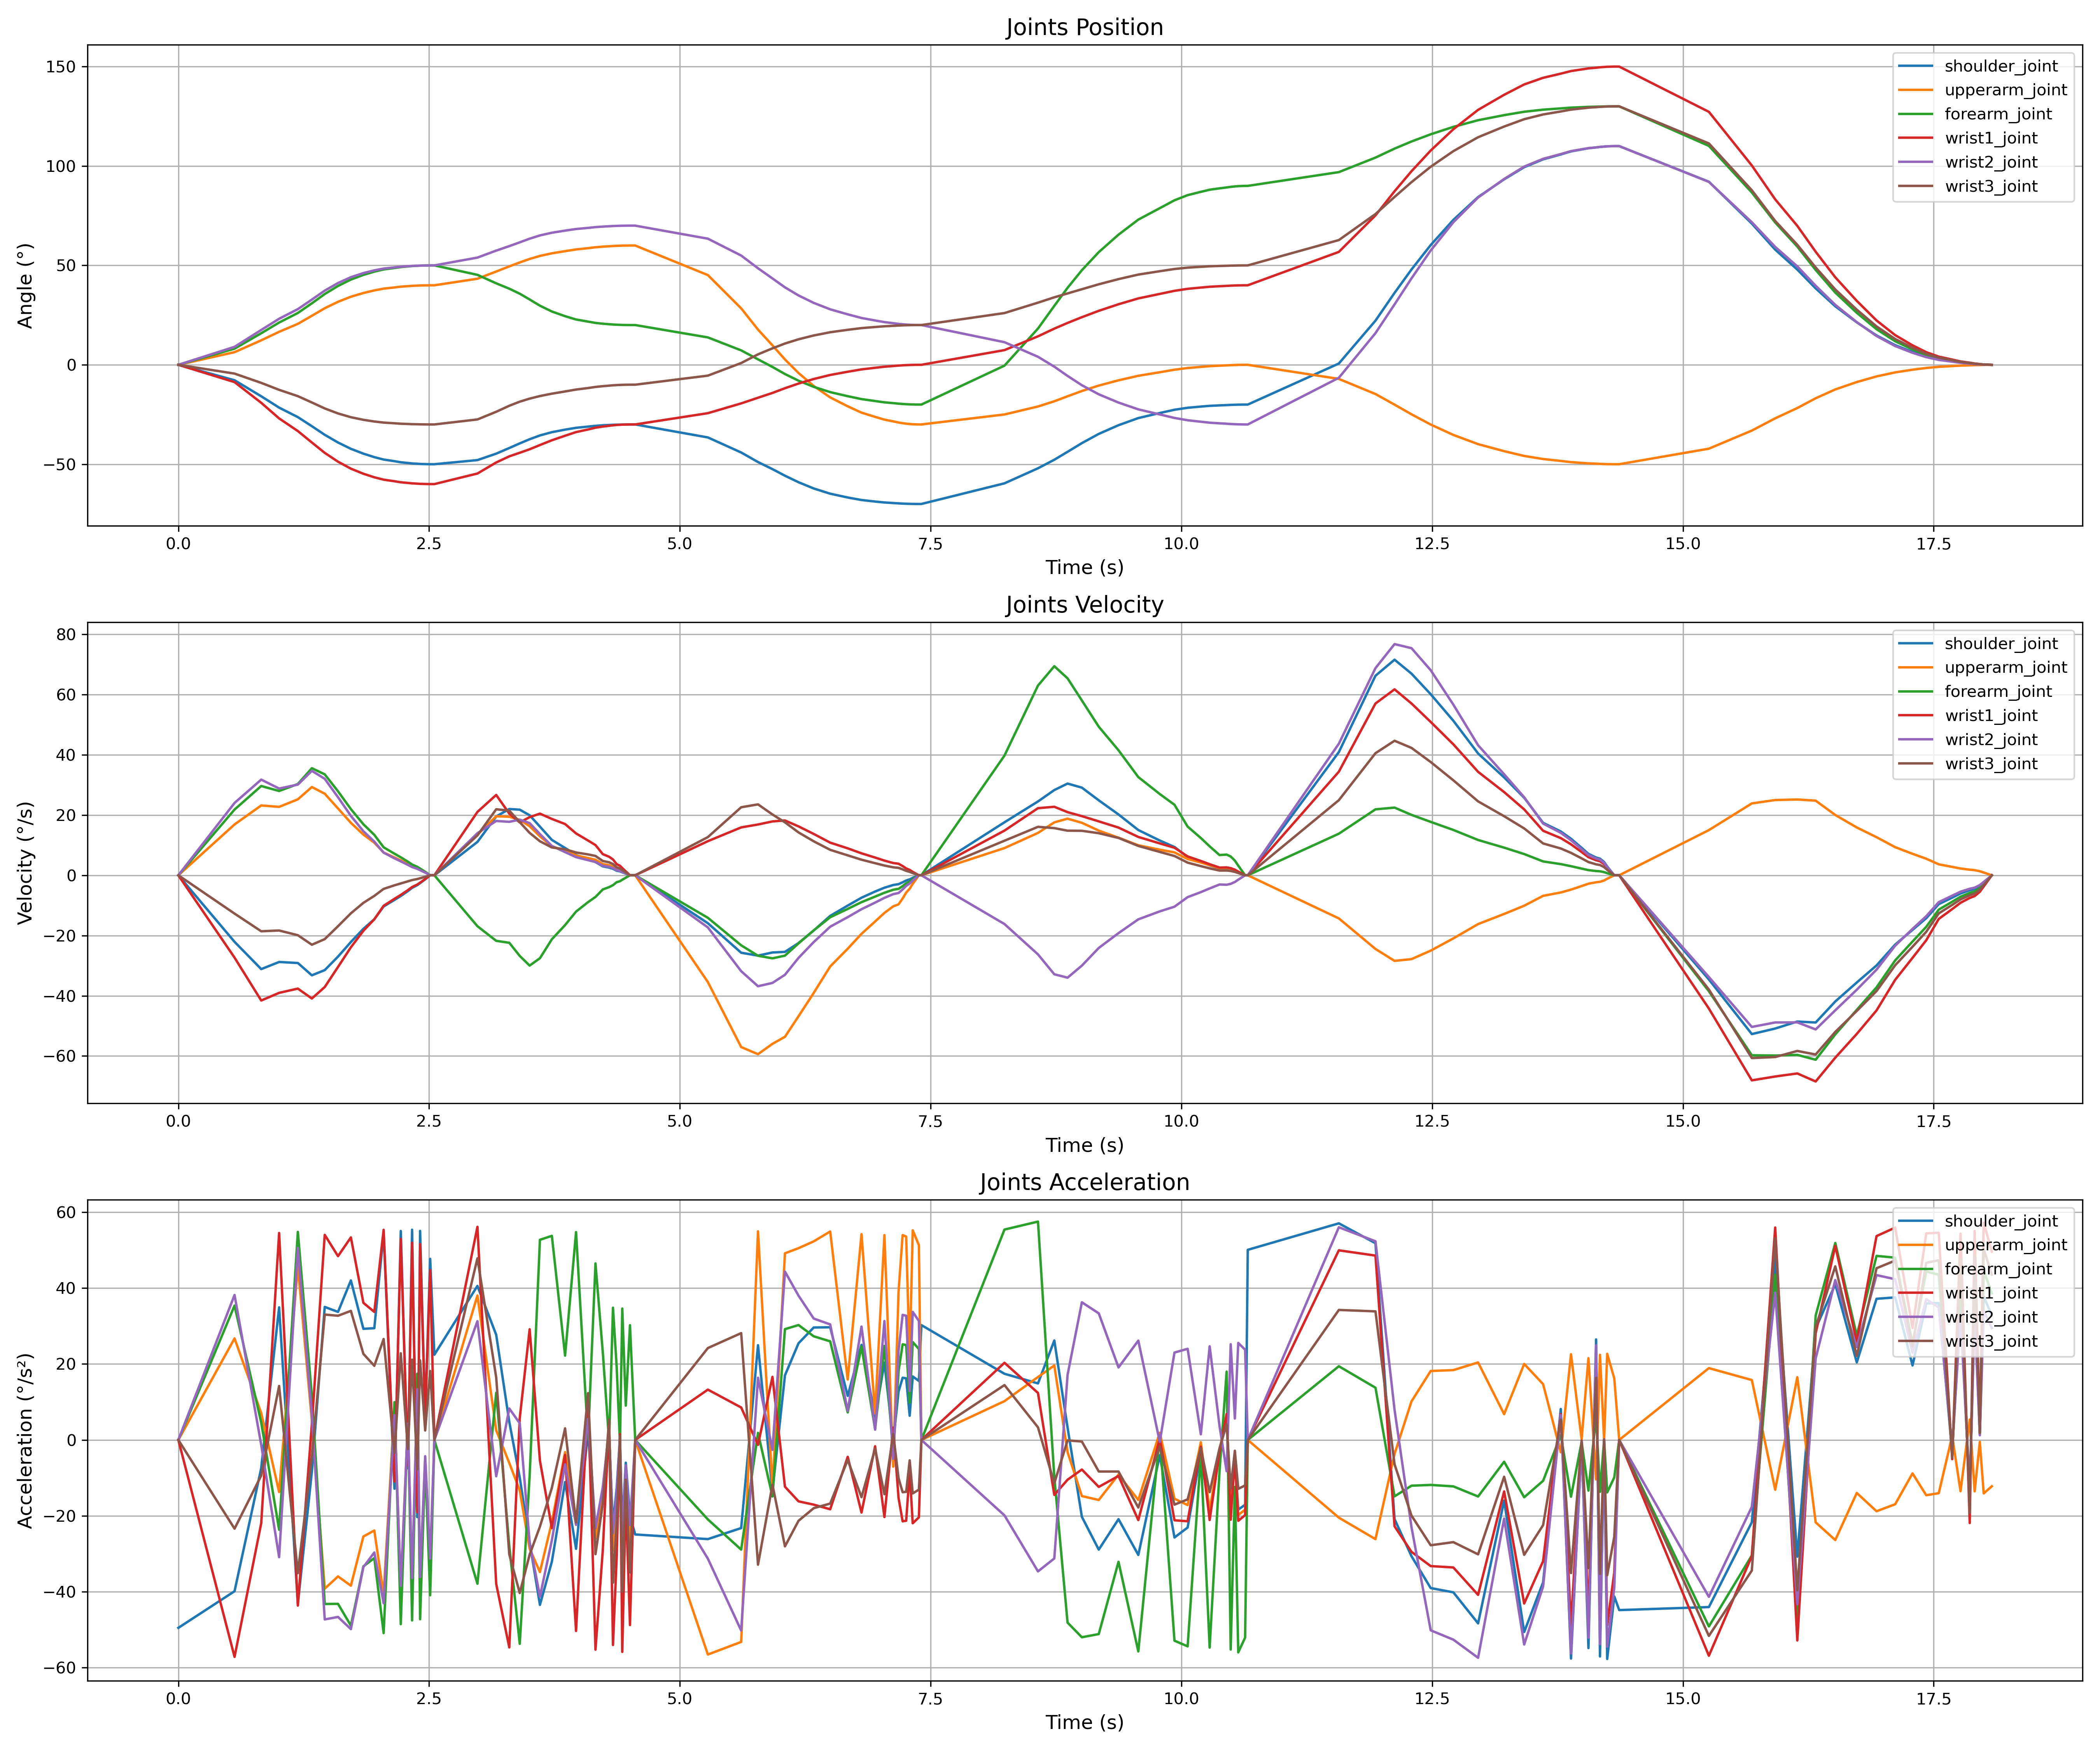 Joints Position
150
100
50
0
−50
Angle (°)
shoulder_joint
upperarm_joint
forearm_joint
wrist1_joint
wrist2_joint
wrist3_joint
0.0 2.5 5.0 7.5 10.0 12.5 15.0 17.5
Time (s)
Joints Velocity
80
60
40
20
0
−20
−40
−60
Velocity (°/s)
shoulder_joint
upperarm_joint
forearm_joint
wrist1_joint
wrist2_joint
wrist3_joint
0.0 2.5 5.0 7.5 10.0 12.5 15.0 17.5
Time (s)
Joints Acceleration
60
40
20
0
−20
−40
−60
Acceleration (°/s²)
shoulder_joint
upperarm_joint
forearm_joint
wrist1_joint
wrist2_joint
wrist3_joint
0.0 2.5 5.0 7.5 10.0 12.5 15.0 17.5
Time (s)